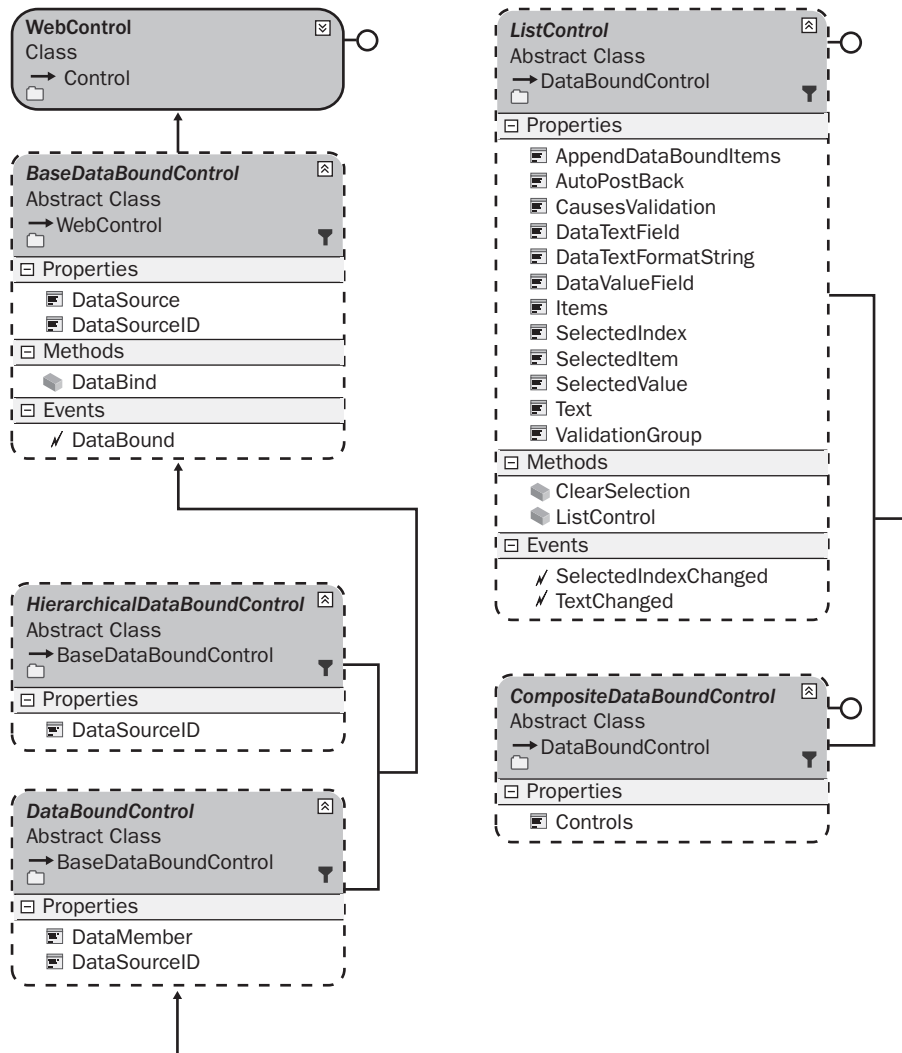 WebControl
Class
Control
BaseDataBoundControl
Abstract Class
WebControl
Properties
DataSource
DataSourceID
Methods
DataBind
Events
DataBound
HierarchicalDataBoundControl
Abstract Class
BaseDataBoundControl
Properties
DataSourceID
DataBoundControl
Abstract Class
BaseDataBoundControl
Properties
DataMember
DataSourceID
ListControl
Abstract Class
DataBoundControl
Properties
AppendDataBoundItems
AutoPostBack
CausesValidation
DataTextField
DataTextFormatString
DataValueField
Items
SelectedIndex
SelectedItem
SelectedValue
Text
ValidationGroup
Methods
ClearSelection
ListControl
Events
SelectedIndexChanged
TextChanged
CompositeDataBoundControl
Abstract Class
DataBoundControl
Properties
Controls